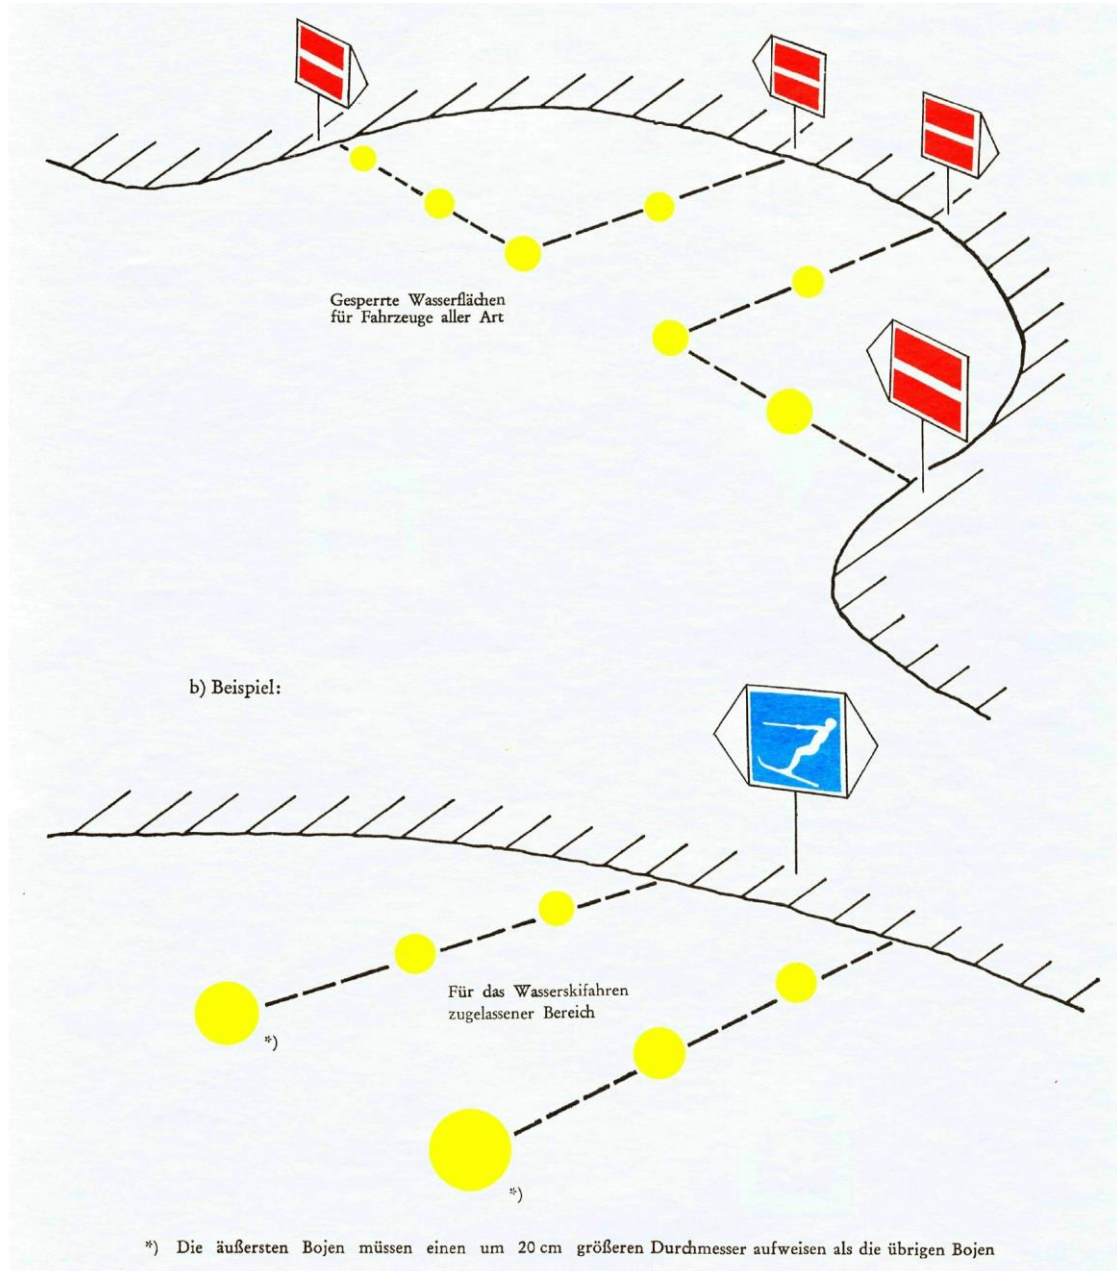 Gesperrte Wasserflächen
für Fahrzeuge aller Art
b) Beispiel:
Für das Wasserskifahren
zugelassener Bereich
*)
*)
*) Die äußersten Bojen müssen einen um 20 cm größeren Durchmesser aufweisen als die übrigen Bojen